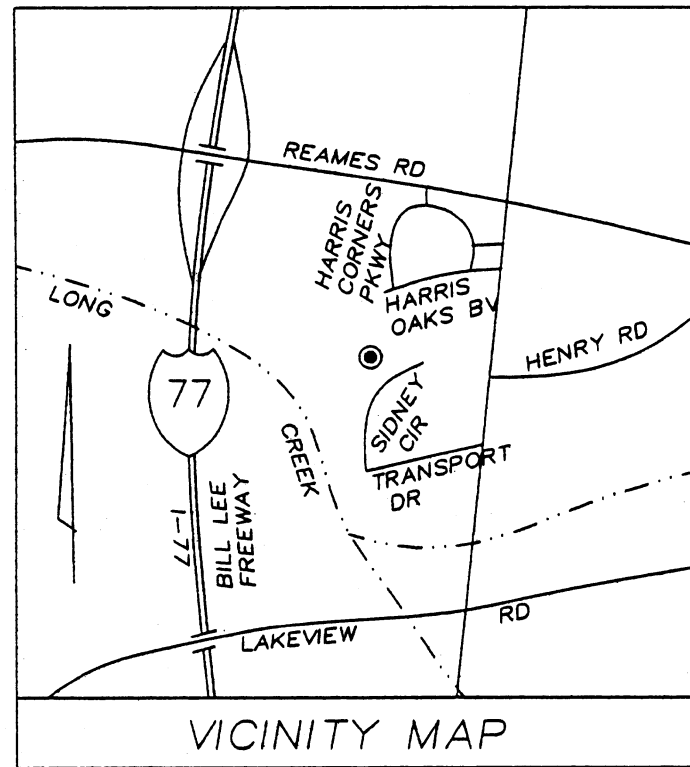 REAMES RD
HARRIS
CORNERS
PKWY
HARRIS
OAKS BV
LONG
HENRY RD
77
SIDNEY
CIR
CREEK
TRANSPORT
DR
I-77
BILL LEE
FREEWAY
LAKEVIEW RD
VICINITY MAP